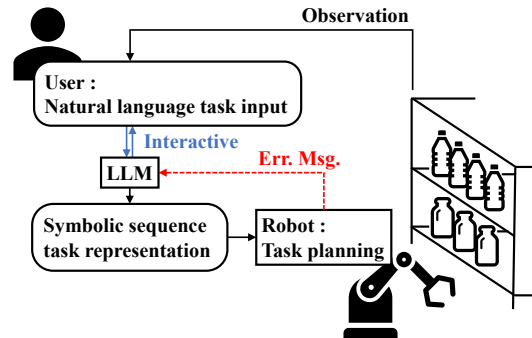 Observation
User :
Natural language task input
Interactive
Err. Msg.
LLM
Symbolic sequence
task representation
Robot :
Task planning